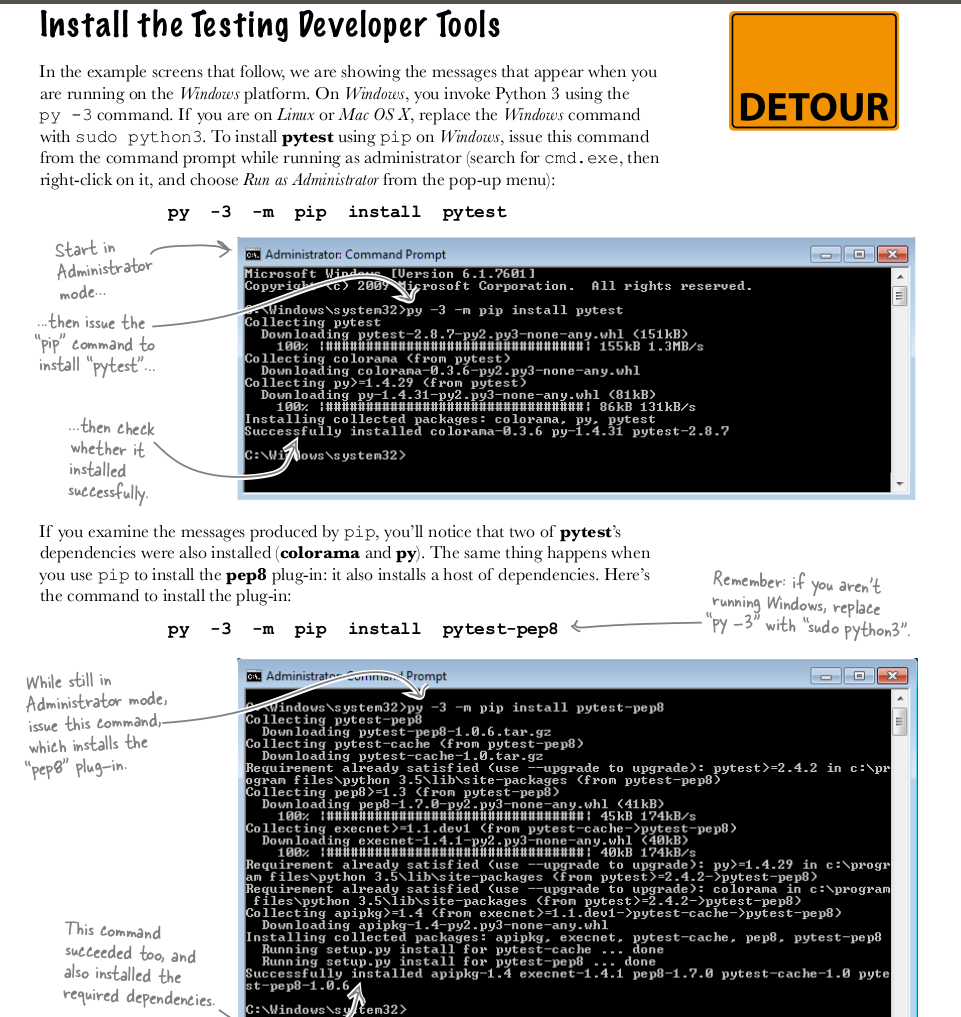 Install the Testing Developer Tools
DETOUR
In the example screens that follow, we are showing the messages that appear when you
are running on the Windows platform. On Windows, you invoke Python 3 using the
py -3 command. If you are on Linux or Mac OS X, replace the Windows command
with sudo python3. To install pytest using pip on Windows, issue this command
from the command prompt while running as administrator (search for cmd.exe, then
right-click on it, and choose Run as Administrator from the pop-up menu):
py -3 -m pip install pytest
Start in
Administrator
mode...
...then issue the
"pip" command to
install "pytest"...
...then check
whether it
installed
successfully.
Administrator: Command Prompt
Microsoft Windows [Version 6.1.7601]
Copyright (c) 2009 Microsoft Corporation. All rights reserved.
C:\Windows\system32>py -3 -m pip install pytest
Collecting pytest
Downloading pytest-2.8.7-py2.py3-none-any.whl (151kB)
100% |################################| 155kB 1.3MB/s
Collecting colorama (from pytest)
Downloading colorama-0.3.6-py2.py3-none-any.whl
Collecting py>=1.4.29 (from pytest)
Downloading py-1.4.31-py2.py3-none-any.whl (81kB)
100% |################################| 86kB 131kB/s
Installing collected packages: colorama, py, pytest
Successfully installed colorama-0.3.6 py-1.4.31 pytest-2.8.7
C:\Windows\system32>
If you examine the messages produced by pip, you'll notice that two of pytest's
dependencies were also installed (colorama and py). The same thing happens when
you use pip to install the pep8 plug-in: it also installs a host of dependencies. Here's
the command to install the plug-in:
py -3 -m pip install pytest-pep8
Remember: if you aren't
running Windows, replace
"py -3" with "sudo python3".
While still in
Administrator mode,
issue this command,
which installs the
"pep8" plug-in.
This command
succeeded too, and
also installed the
required dependencies.
Administrator: Command Prompt
C:\Windows\system32>py -3 -m pip install pytest-pep8
Collecting pytest-pep8
Downloading pytest-pep8-1.0.6.tar.gz
Collecting pytest-cache (from pytest-pep8)
Downloading pytest-cache-1.0.tar.gz
Requirement already satisfied (use --upgrade to upgrade): pytest>=2.4.2 in c:\pr
ogram files\python 3.5\lib\site-packages (from pytest-pep8)
Collecting pep8>=1.3 (from pytest-pep8)
Downloading pep8-1.7.0-py2.py3-none-any.whl (41kB)
100% |################################| 45kB 174kB/s
Collecting execnet>=1.1.dev1 (from pytest-cache->pytest-pep8)
Downloading execnet-1.4.1-py2.py3-none-any.whl (40kB)
100% |################################| 40kB 174kB/s
Requirement already satisfied (use --upgrade to upgrade): py>=1.4.29 in c:\progr
am files\python 3.5\lib\site-packages (from pytest>=2.4.2->pytest-pep8)
Requirement already satisfied (use --upgrade to upgrade): colorama in c:\program
files\python 3.5\lib\site-packages (from pytest>=2.4.2->pytest-pep8)
Collecting apipkg>=1.4 (from execnet>=1.1.dev1->pytest-cache->pytest-pep8)
Downloading apipkg-1.4-py2.py3-none-any.whl
Installing collected packages: apipkg, execnet, pytest-cache, pep8, pytest-pep8
Running setup.py install for pytest-cache ... done
Running setup.py install for pytest-pep8 ... done
Successfully installed apipkg-1.4 execnet-1.4.1 pep8-1.7.0 pytest-cache-1.0 pyte
st-pep8-1.0.6
C:\Windows\system32>